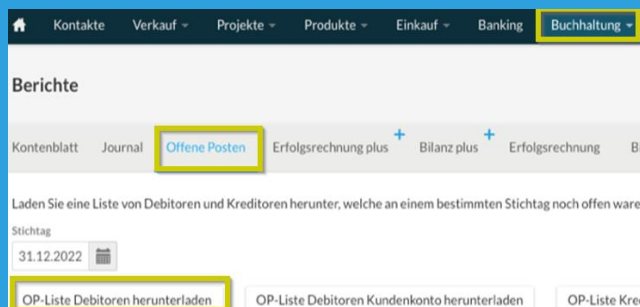 Kontakte Verkauf Projekte Produkte Einkauf Banking Buchhaltung
Berichte
Kontenblatt Journal Offene Posten Erfolgsrechnung plus Bilanz plus Erfolgsrechnung
Laden Sie eine Liste von Debitoren und Kreditoren herunter, welche an einem bestimmten Stichtag noch offen ware
Stichtag
31.12.2022
OP-Liste Debitoren herunterladen OP-Liste Debitoren Kundenkonto herunterladen OP-Liste Kre